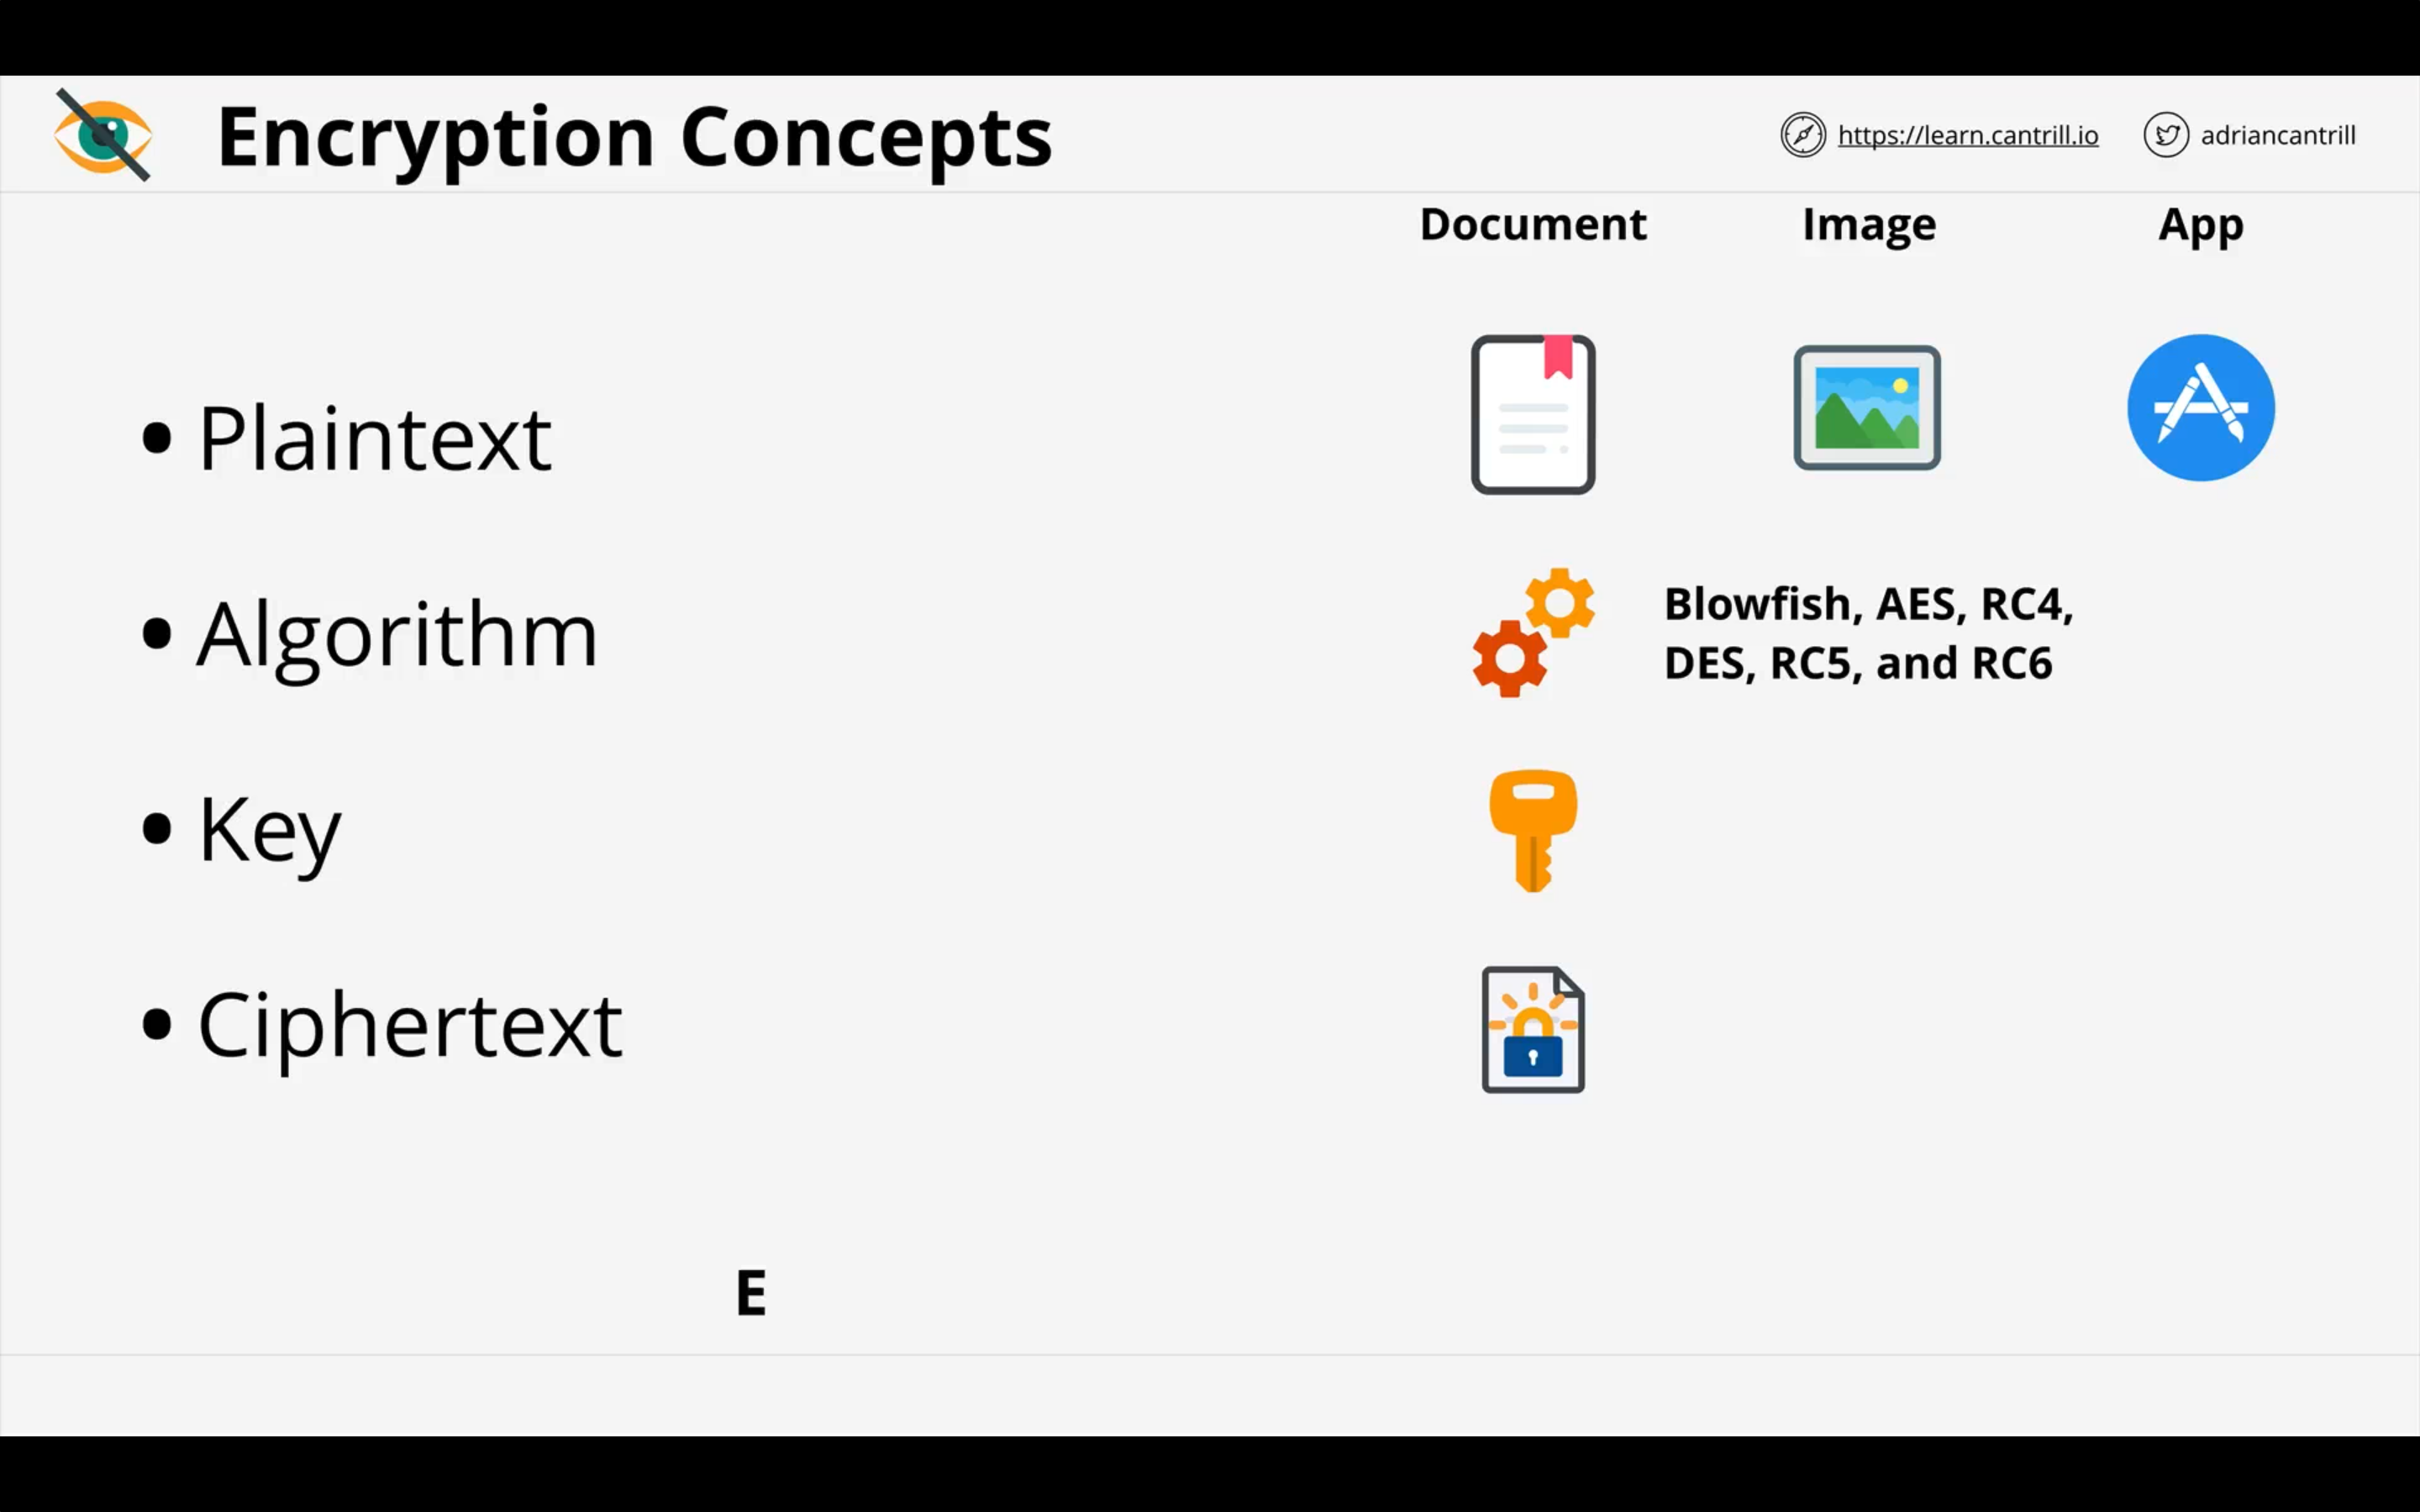 Encryption Concepts
https://learn.cantrill.io
adriancantrill
Document
Image
App
• Plaintext
• Algorithm
Blowfish, AES, RC4,
DES, RC5, and RC6
• Key
• Ciphertext
E